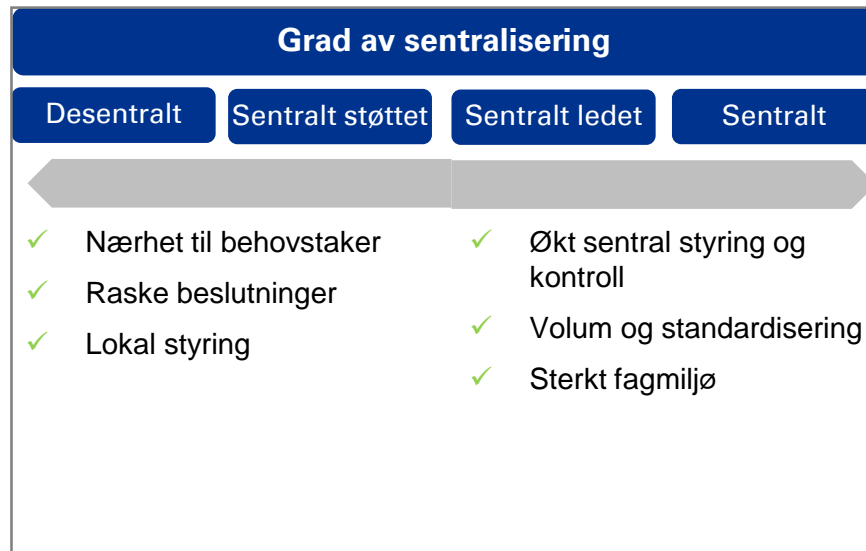 Grad av sentralisering
Desentralt
Sentralt støttet
Sentralt ledet
Sentralt
Nærhet til behovstaker
Raske beslutninger
Lokal styring
Økt sentral styring og
kontroll
Volum og standardisering
Sterkt fagmiljø